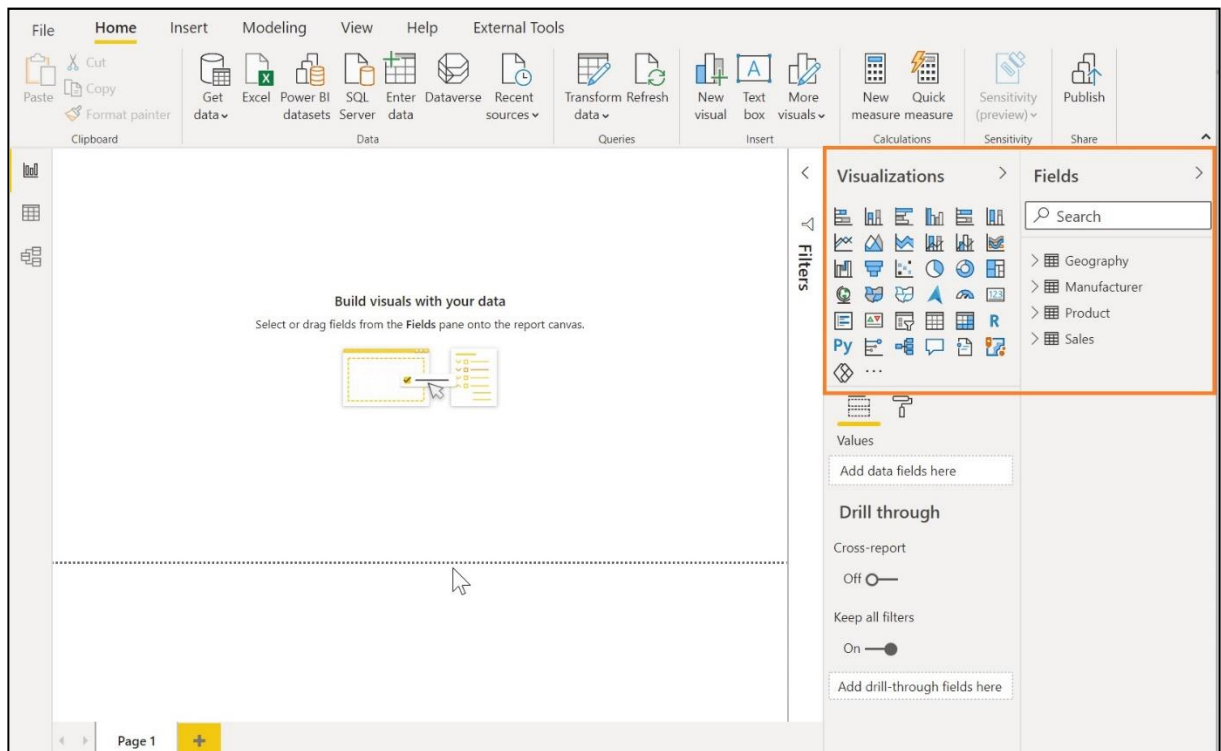 File Home Insert Modeling View Help External Tools
Paste
Cut
Copy
Format painter
Clipboard
Get data
Excel
Power BI datasets
SQL Server
Enter data
Dataverse
Recent sources
Data
Transform data
Refresh
Queries
New visual
Text box
More visuals
Insert
New measure
Quick measure
Calculations
Sensitivity (preview)
Sensitivity
Publish
Share
Build visuals with your data
Select or drag fields from the Fields pane onto the report canvas.
Filters
Visualizations
123
R
Py
Values
Add data fields here
Drill through
Cross-report
Off
Keep all filters
On
Add drill-through fields here
Fields
Search
Geography
Manufacturer
Product
Sales
Page 1